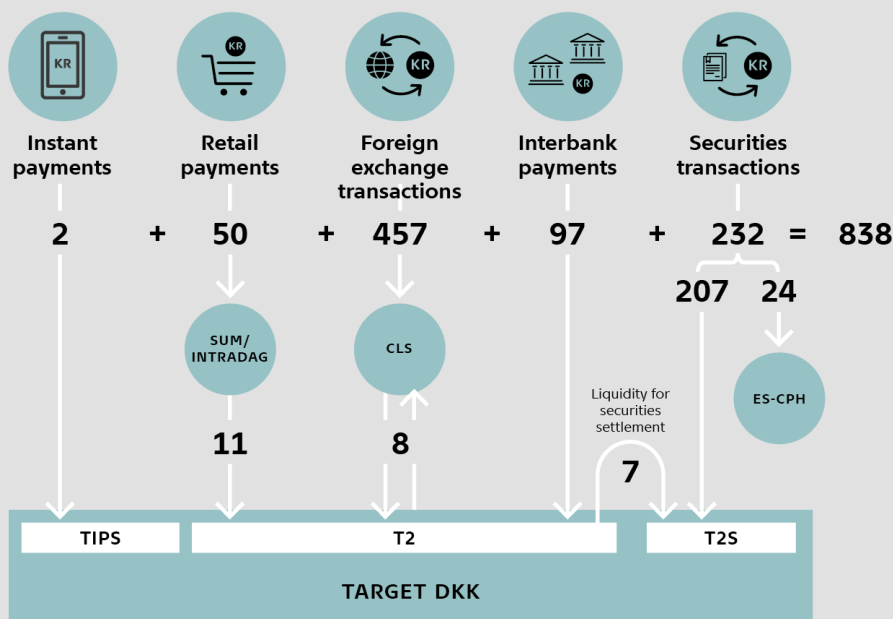 KR
KR
KR
KR
KR
Instant
payments
Retail
payments
Foreign
exchange
transactions
Interbank
payments
Securities
transactions
2 + 50 + 457 + 97 + 232 = 838
207 24
SUM/
INTRADAG
CLS
ES-CPH
Liquidity for
securities
settlement
11
8
7
TIPS
T2
T2S
TARGET DKK